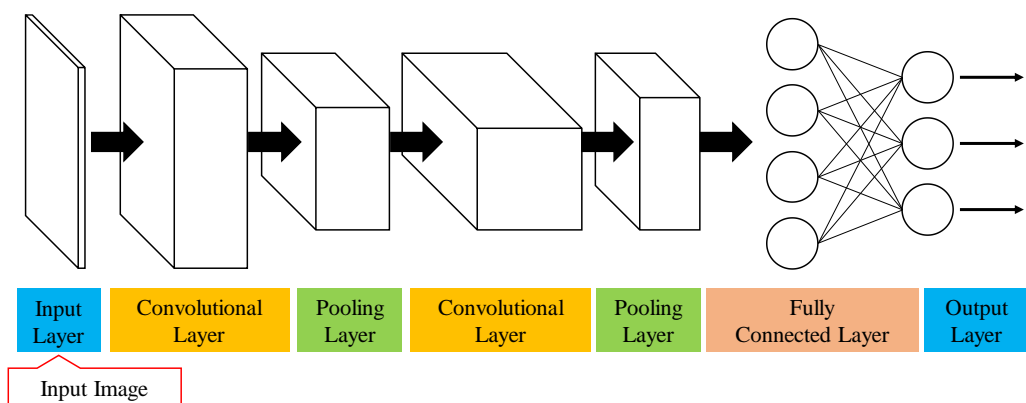 Input
Layer
Convolutional
Layer
Pooling
Layer
Convolutional
Layer
Pooling
Layer
Fully
Connected Layer
Output
Layer
Input Image